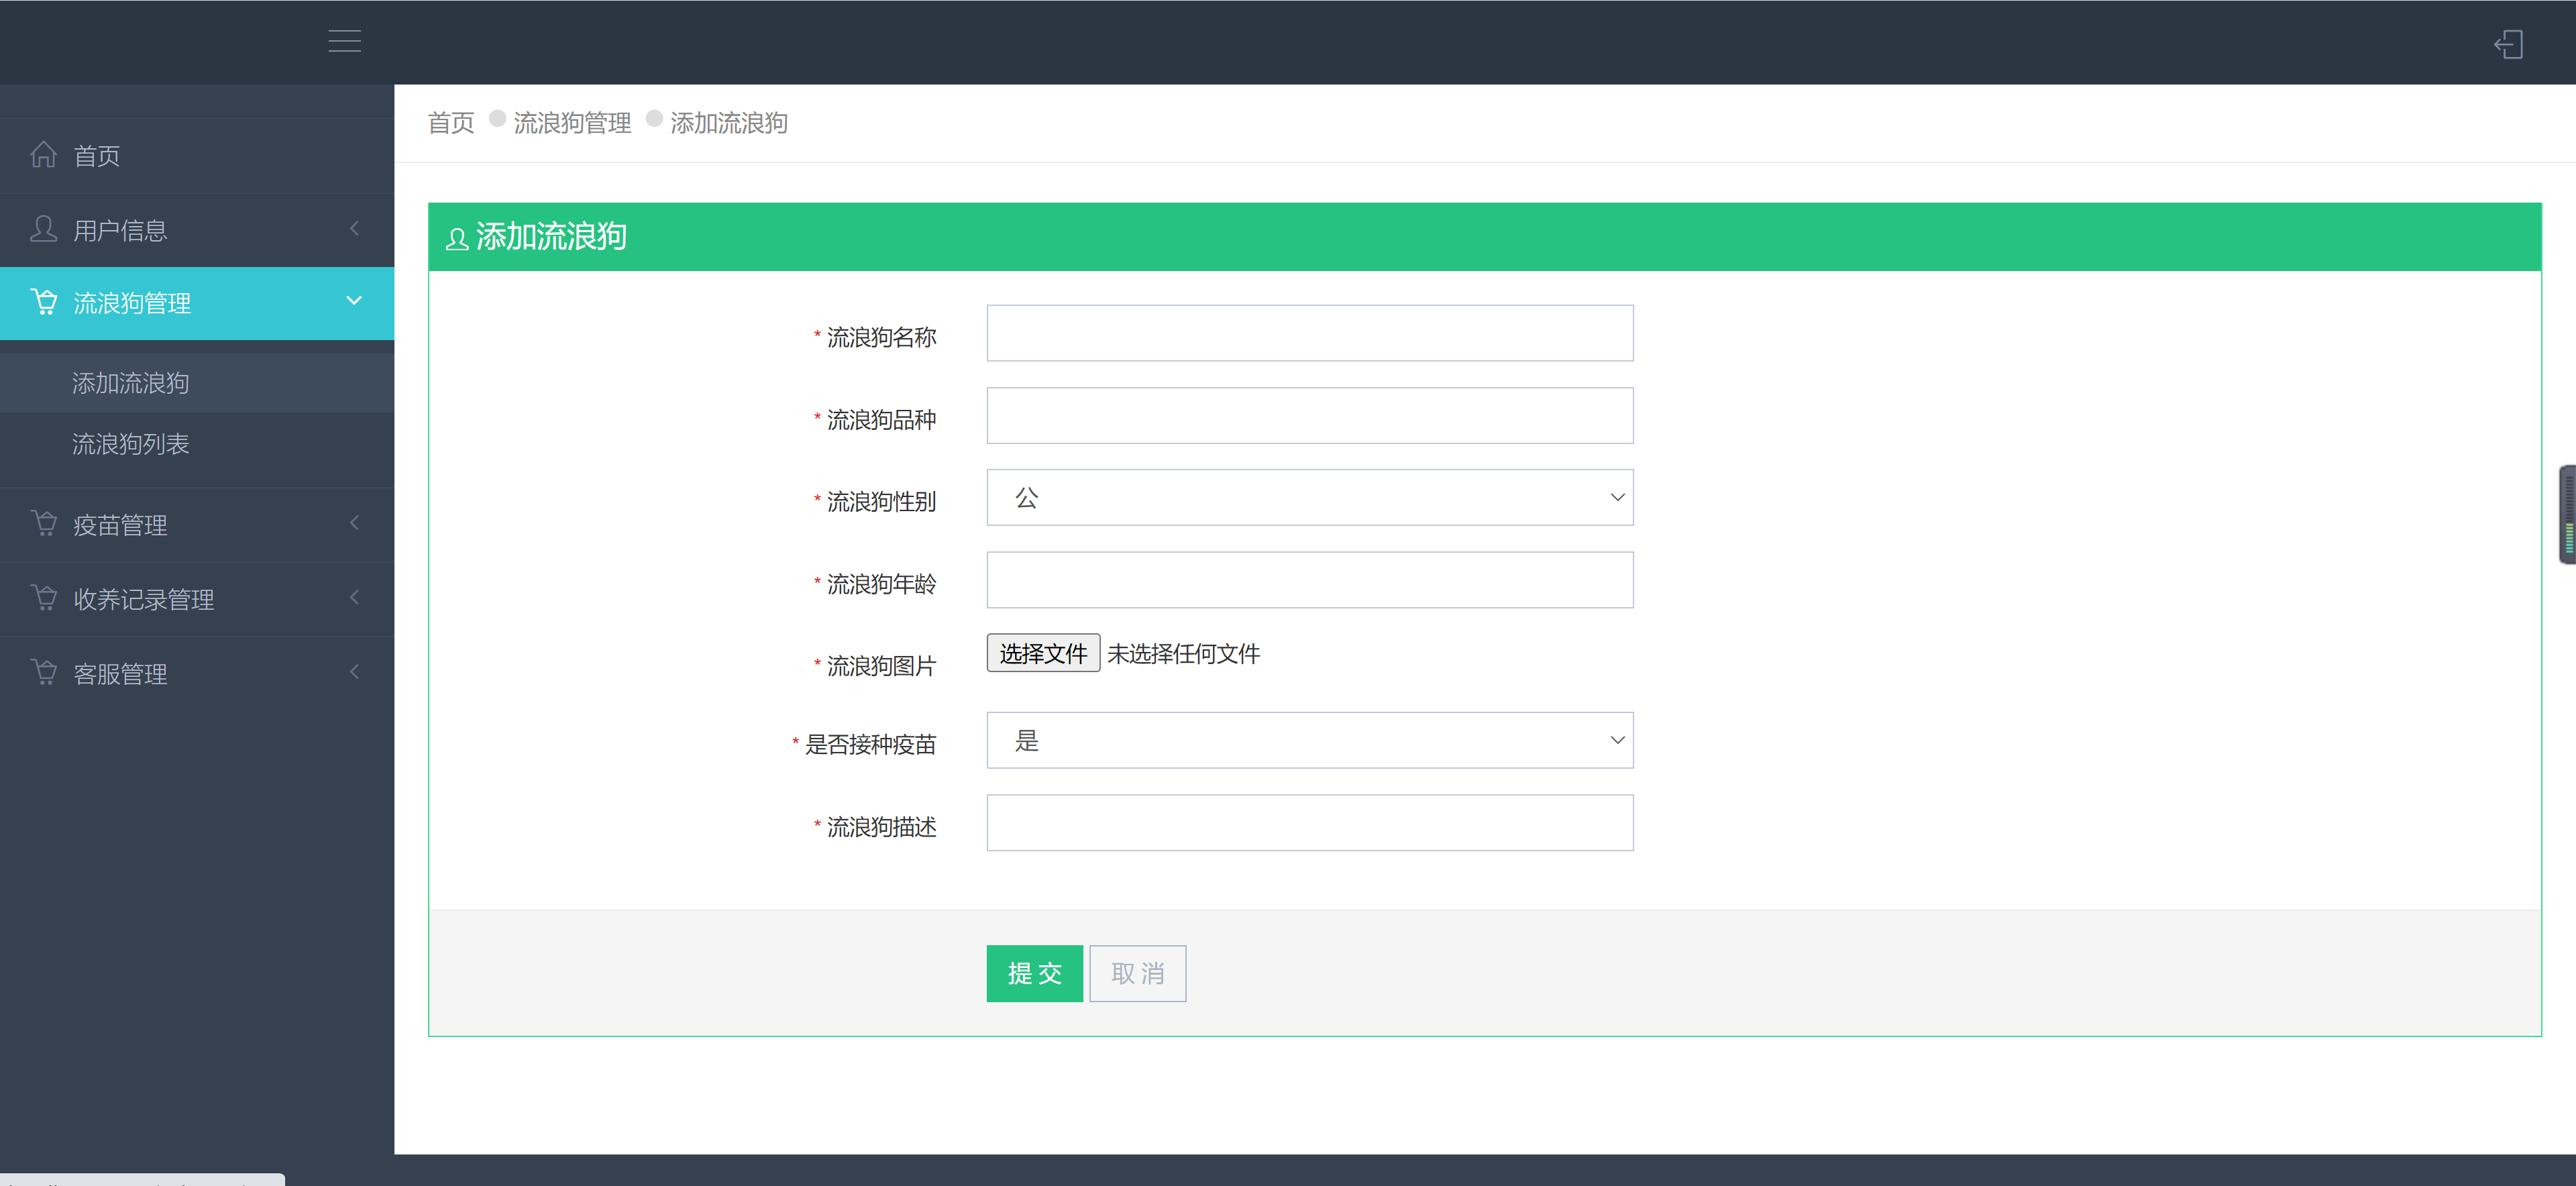 首页
用户信息
流浪狗管理
添加流浪狗
流浪狗列表
疫苗管理
收养记录管理
客服管理
首页 流浪狗管理 添加流浪狗
添加流浪狗
* 流浪狗名称
* 流浪狗品种
* 流浪狗性别 公
* 流浪狗年龄
* 流浪狗图片 选择文件 未选择任何文件
* 是否接种疫苗 是
* 流浪狗描述
提 交 取 消